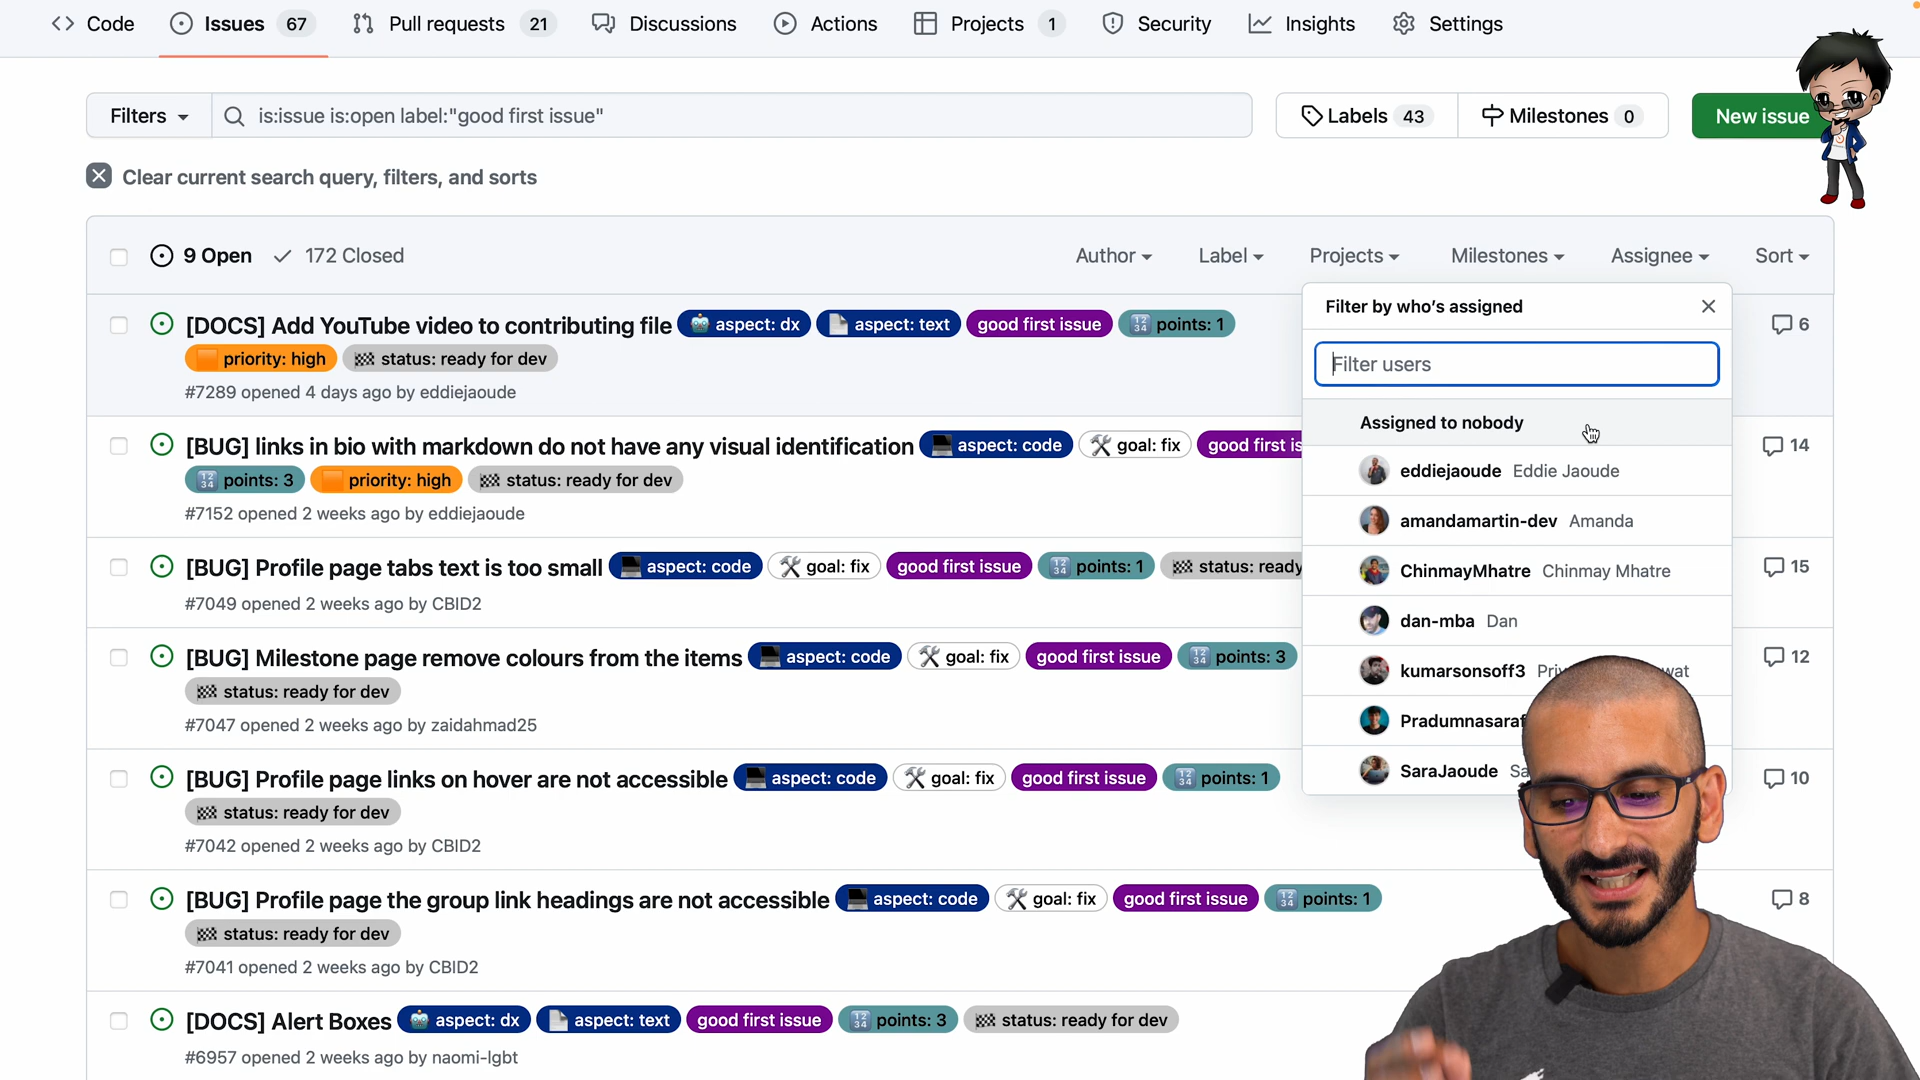 Code Issues 67 Pull requests 21 Discussions Actions Projects 1 Security Insights Settings
Filters is:issue is:open label:"good first issue" Labels 43 Milestones 0 New issue
Clear current search query, filters, and sorts
9 Open 172 Closed Author Label Projects Milestones Assignee Sort
[DOCS] Add YouTube video to contributing file aspect: dx aspect: text good first issue points: 1 6
priority: high status: ready for dev
#7289 opened 4 days ago by eddiejaoude
[BUG] links in bio with markdown do not have any visual identification aspect: code goal: fix good first is 14
points: 3 priority: high status: ready for dev
#7152 opened 2 weeks ago by eddiejaoude
[BUG] Profile page tabs text is too small aspect: code goal: fix good first issue points: 1 status: ready 15
#7049 opened 2 weeks ago by CBID2
[BUG] Milestone page remove colours from the items aspect: code goal: fix good first issue points: 3 12
status: ready for dev
#7047 opened 2 weeks ago by zaidahmad25
[BUG] Profile page links on hover are not accessible aspect: code goal: fix good first issue points: 1 10
status: ready for dev
#7042 opened 2 weeks ago by CBID2
[BUG] Profile page the group link headings are not accessible aspect: code goal: fix good first issue points: 1 8
status: ready for dev
#7041 opened 2 weeks ago by CBID2
[DOCS] Alert Boxes aspect: dx aspect: text good first issue points: 3 status: ready for dev
#6957 opened 2 weeks ago by naomi-lgbt
Filter by who's assigned
Filter users
Assigned to nobody
eddiejaoude Eddie Jaoude
amandamartin-dev Amanda
ChinmayMhatre Chinmay Mhatre
dan-mba Dan
kumarsonsoff3
Pradumnasaraf
SaraJaoude